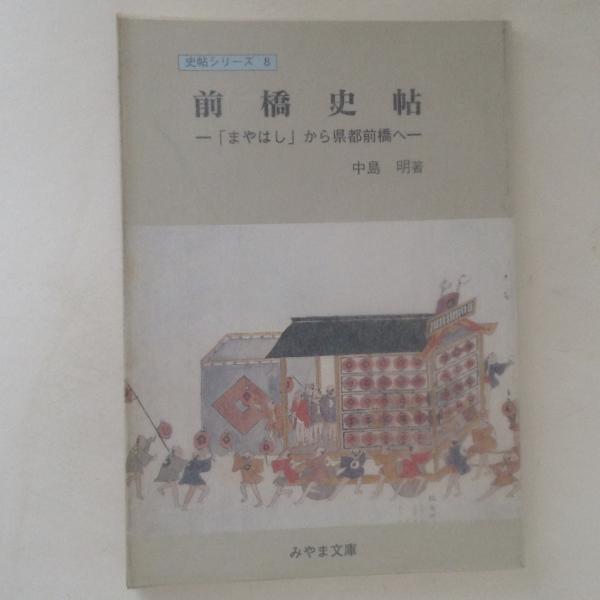 史帖シリーズ 8
前橋史帖
―「まやはし」から県都前橋へ―
中島 明著
みやま文庫